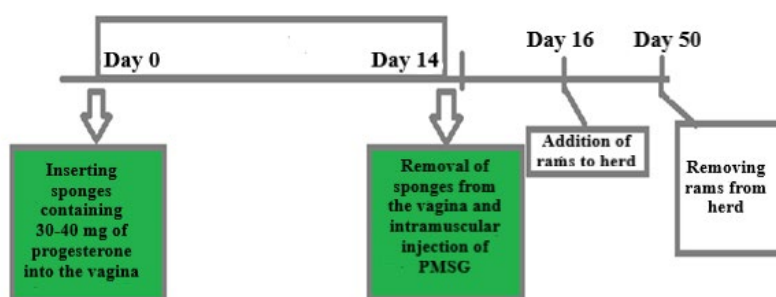 Day 0
Day 14
Day 16
Day 50
Inserting
sponges
containing
30-40 mg of
progesterone
into the vagina
Removal of
sponges from
the vagina and
intramuscular
injection of
PMSG
Addition of
rams to herd
Removing
rams from
herd